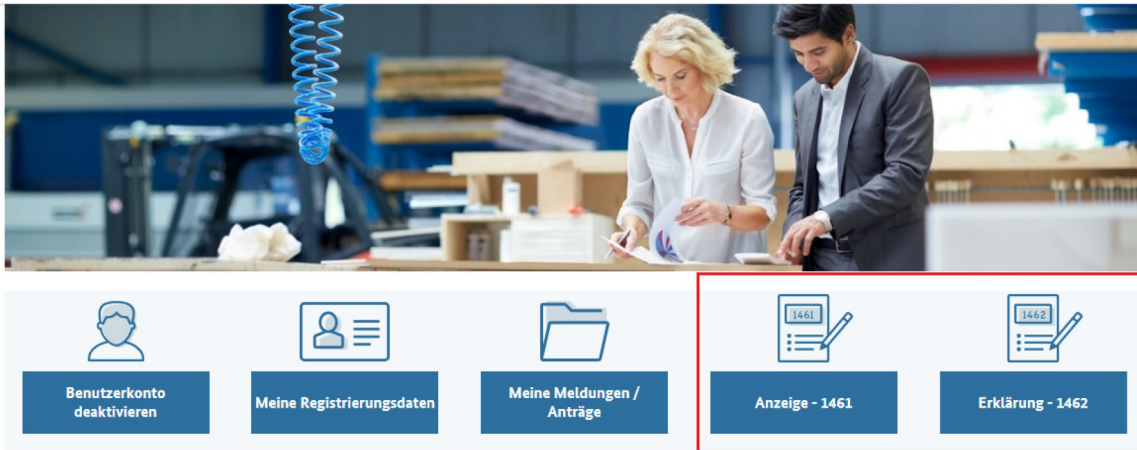 1461
1462
Benutzerkonto
deaktivieren
Meine Registrierungsdaten
Meine Meldungen /
Anträge
Anzeige - 1461
Erklärung - 1462